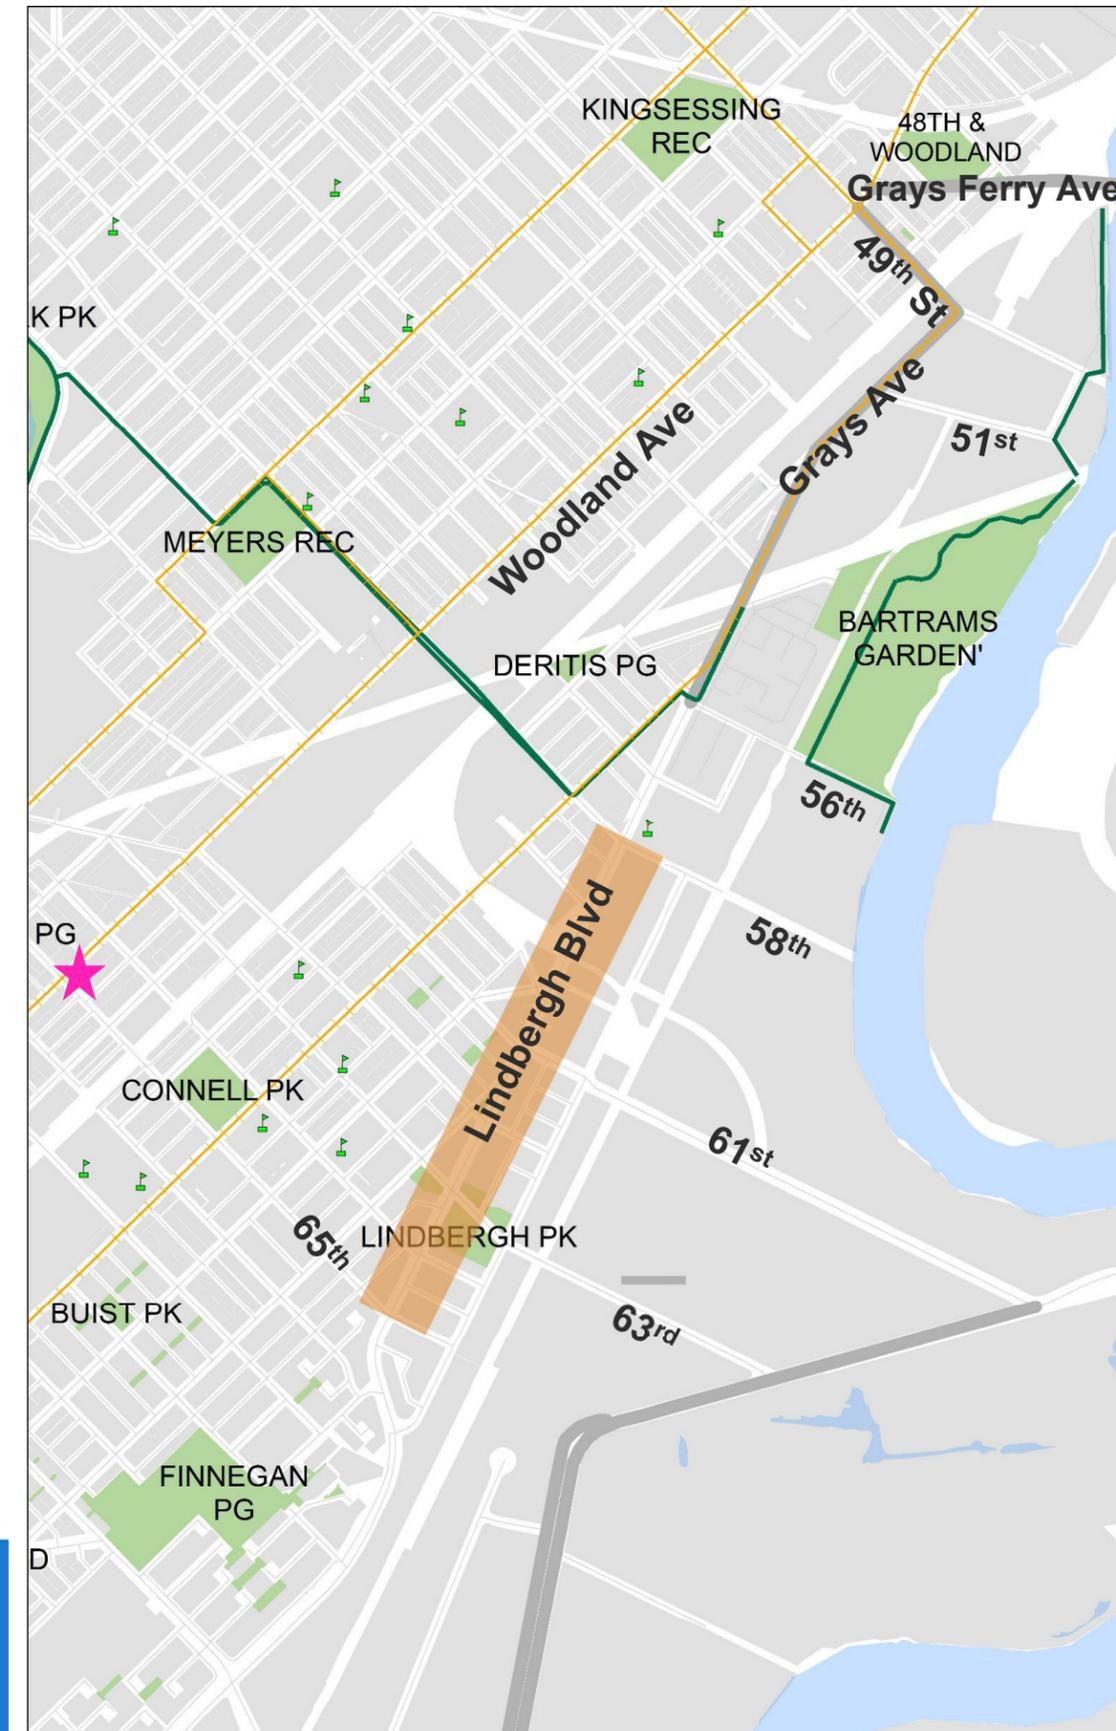 KINGSESSING
REC
48TH &
WOODLAND
Grays Ferry Ave
49th St
K PK
Grays Ave
Woodland Ave
51st
MEYERS REC
BARTRAMS
GARDEN'
DERITIS PG
56th
Lindbergh Blvd
PG
58th
CONNELL PK
61st
65th
LINDBERGH PK
BUIST PK
63rd
FINNEGAN
PG
D